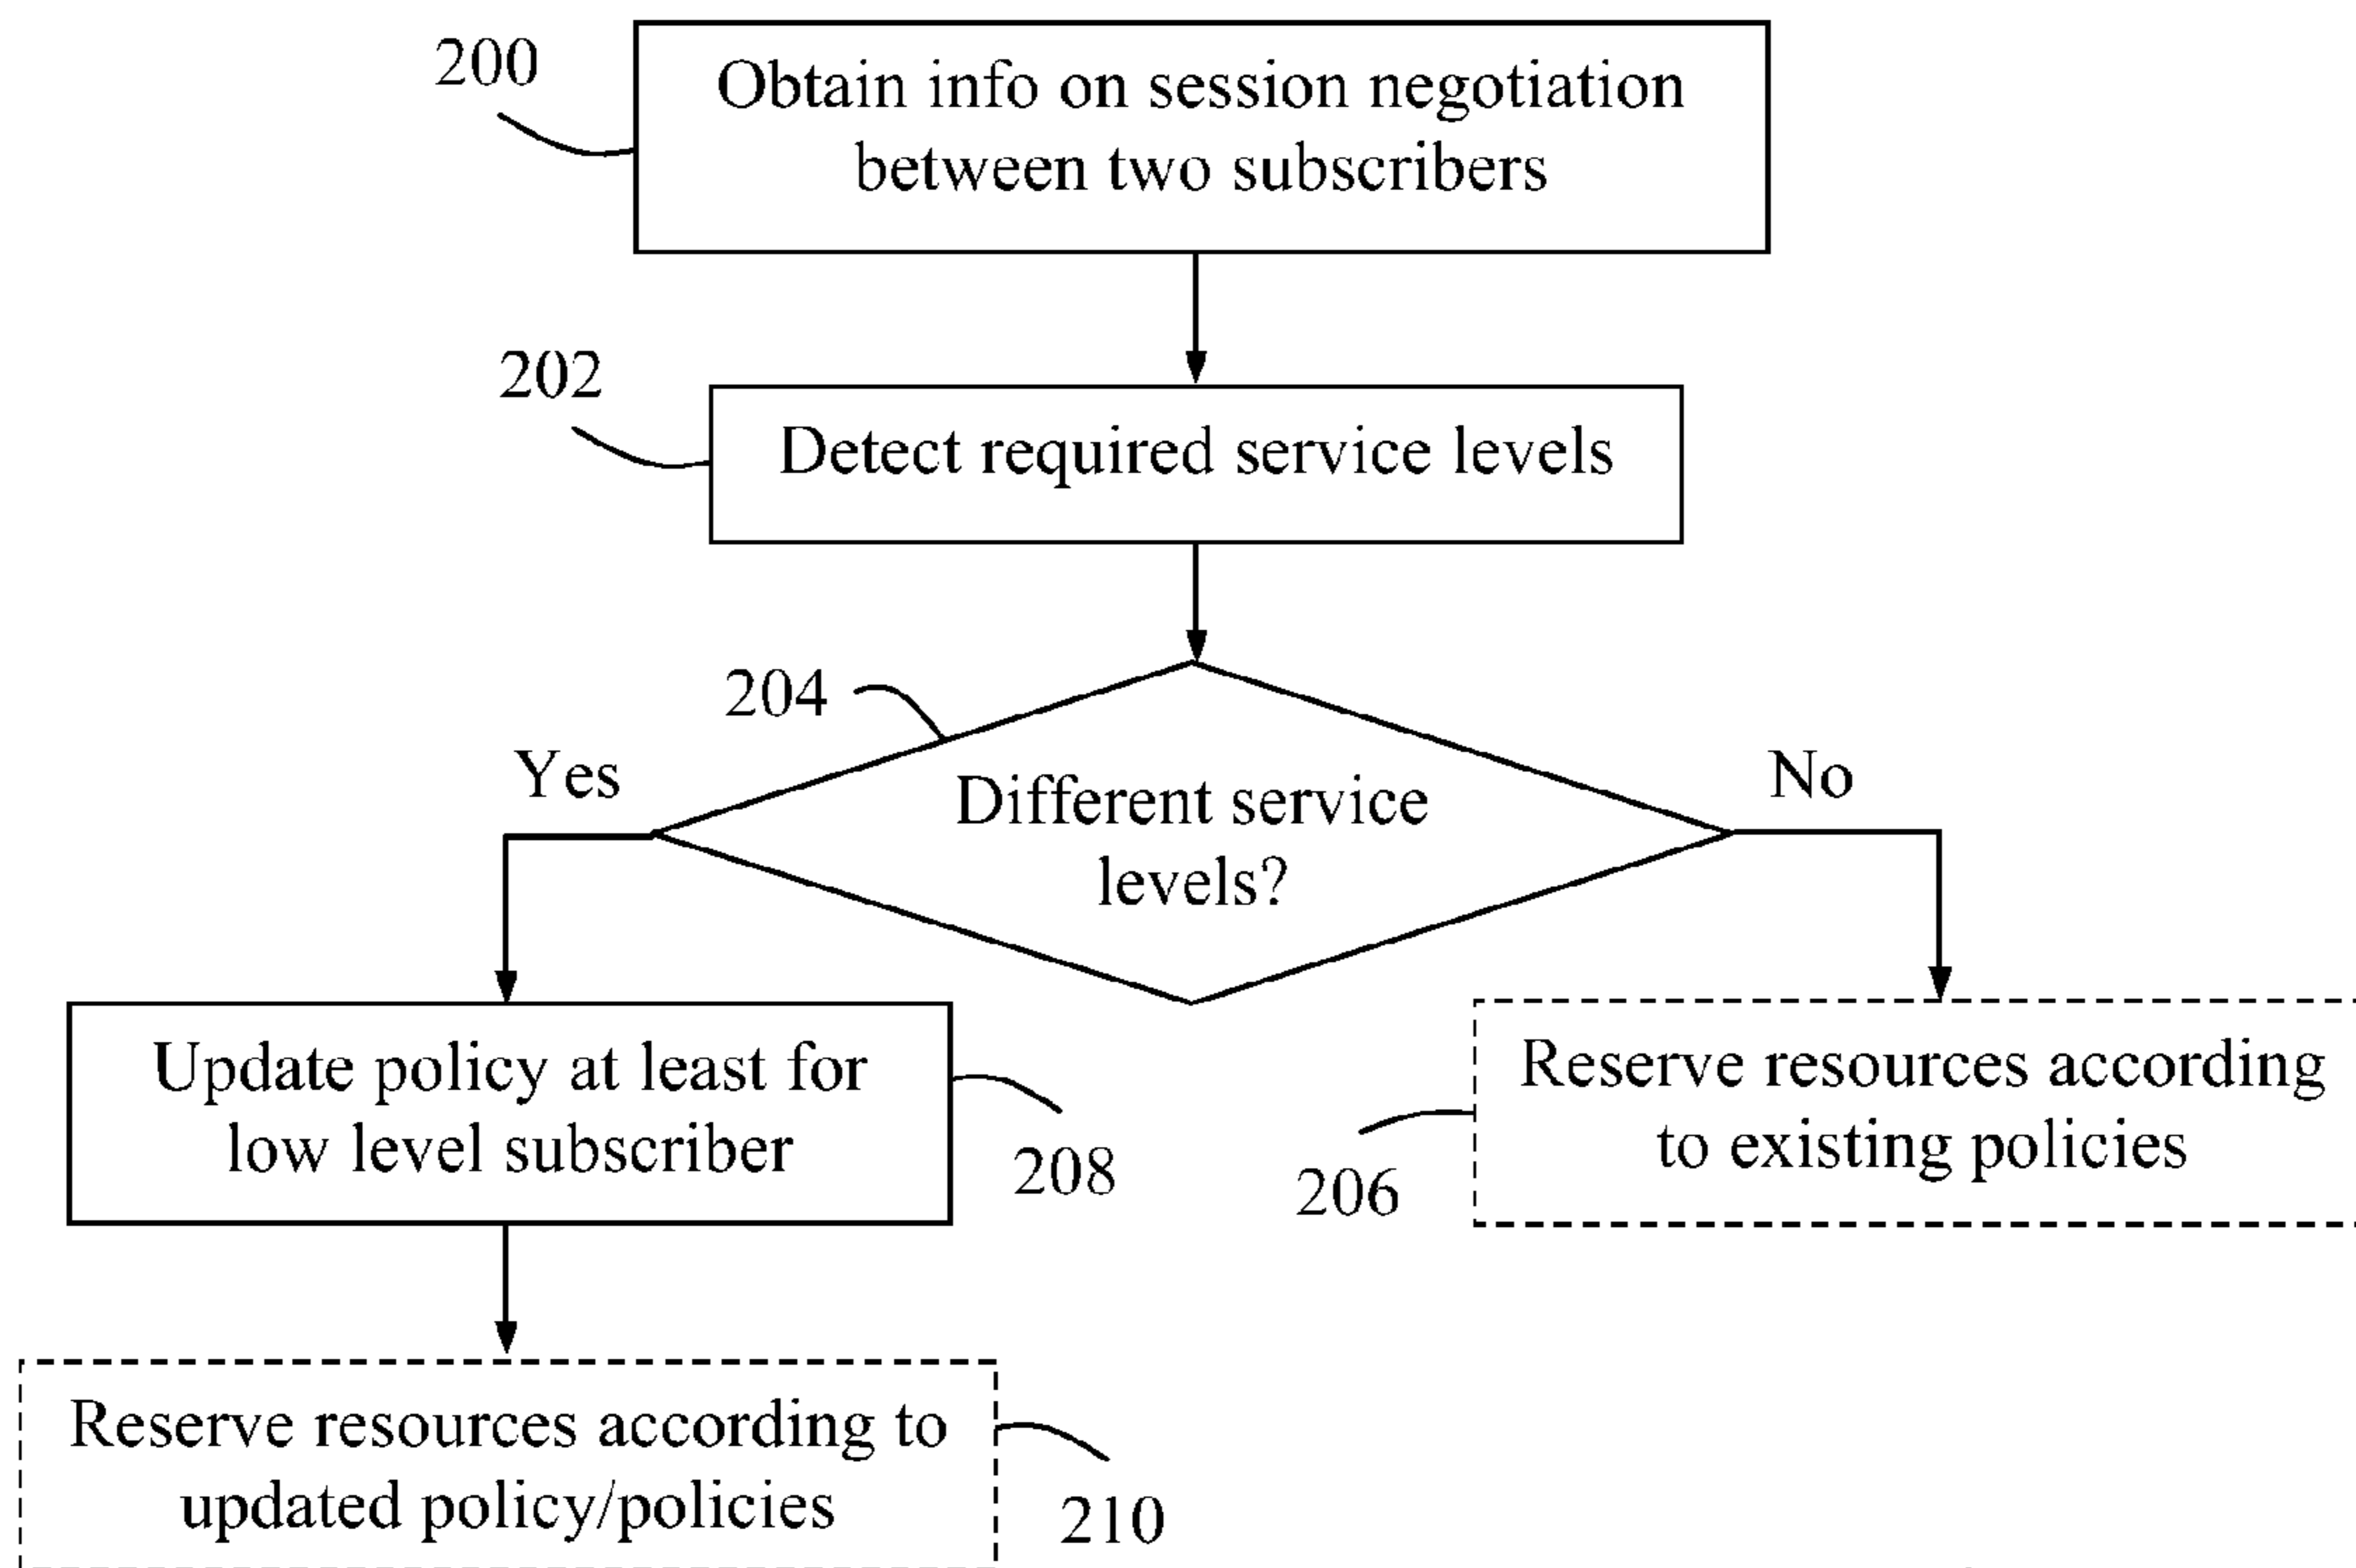 200
Obtain info on session negotiation
between two subscribers
202
Detect required service levels
204
Yes
No
Different service
levels?
Update policy at least for
low level subscriber
208
Reserve resources according
to existing policies
206
Reserve resources according to
updated policy/policies
210